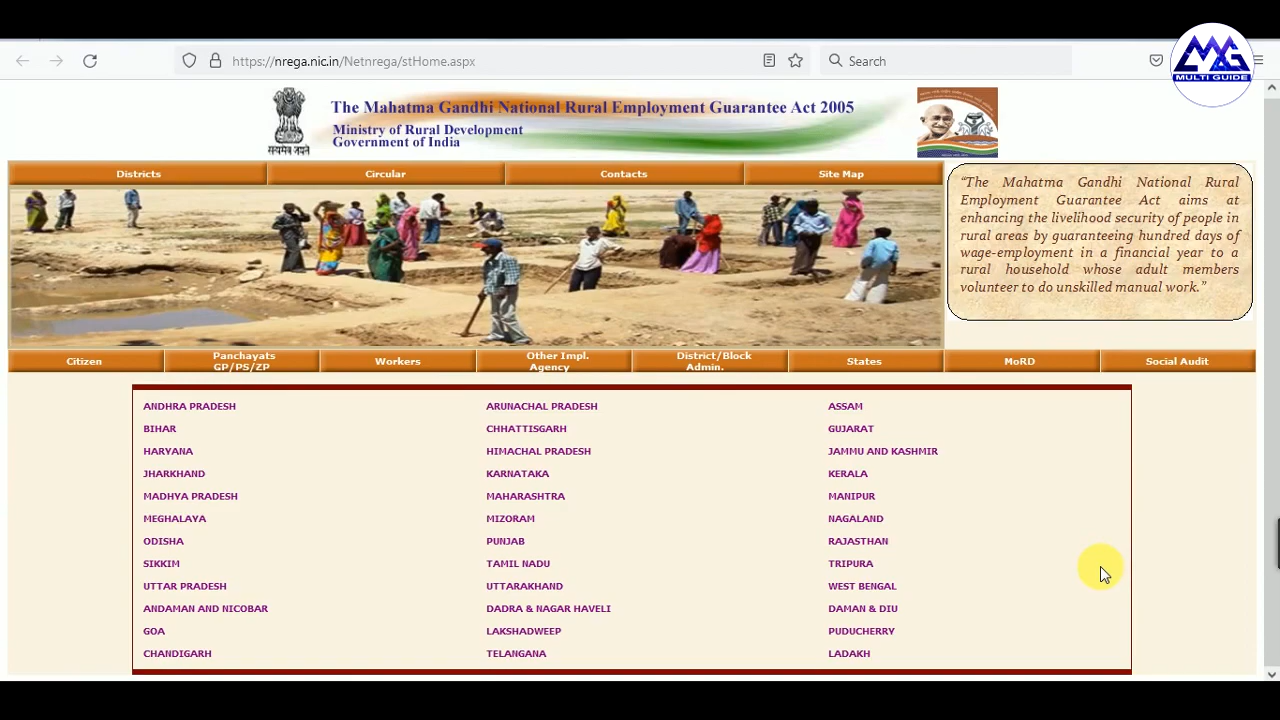 https://nrega.nic.in/Netnrega/stHome.aspx
Search
MULTI GUIDE
The Mahatma Gandhi National Rural Employment Guarantee Act 2005
Ministry of Rural Development
Government of India
सत्यमेव जयते
Districts Circular Contacts Site Map
“The Mahatma Gandhi National Rural
Employment Guarantee Act aims at
enhancing the livelihood security of people in
rural areas by guaranteeing hundred days of
wage-employment in a financial year to a
rural household whose adult members
volunteer to do unskilled manual work.”
Citizen Panchayats GP/PS/ZP Workers Other Impl. Agency District/Block Admin. States MoRD Social Audit
ANDHRA PRADESH ARUNACHAL PRADESH ASSAM
BIHAR CHHATTISGARH GUJARAT
HARYANA HIMACHAL PRADESH JAMMU AND KASHMIR
JHARKHAND KARNATAKA KERALA
MADHYA PRADESH MAHARASHTRA MANIPUR
MEGHALAYA MIZORAM NAGALAND
ODISHA PUNJAB RAJASTHAN
SIKKIM TAMIL NADU TRIPURA
UTTAR PRADESH UTTARAKHAND WEST BENGAL
ANDAMAN AND NICOBAR DADRA & NAGAR HAVELI DAMAN & DIU
GOA LAKSHADWEEP PUDUCHERRY
CHANDIGARH TELANGANA LADAKH